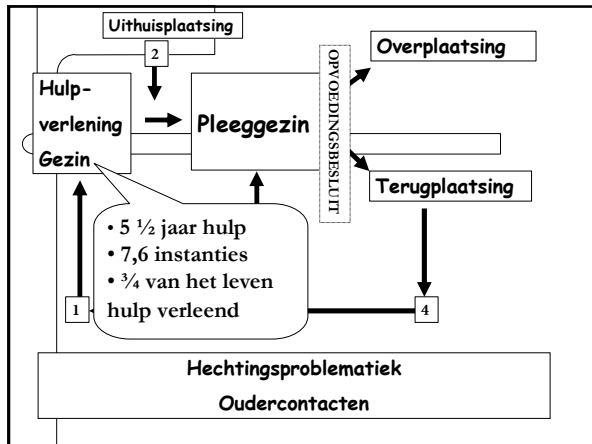 Uithuisplaatsing
2
Overplaatsing
Hulp-
verlening
Gezin
Pleeggezin
OPVOEDINGSBESLUIT
Terugplaatsing
• 5 ½ jaar hulp
• 7,6 instanties
• ¾ van het leven
hulp verleend
1
4
Hechtingsproblematiek
Oudercontacten